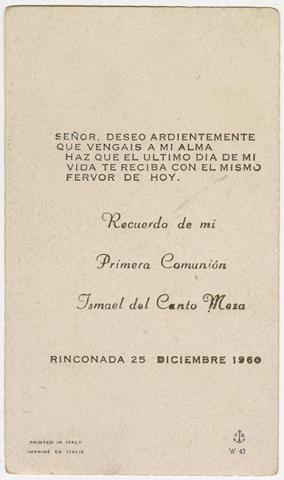 SEÑOR, DESEO ARDIENTEMENTE
QUE VENGAIS A MI ALMA
HAZ QUE EL ULTIMO DIA DE MI
VIDA TE RECIBA CON EL MISMO
FERVOR DE HOY.
Recuerdo de mi
Primera Comunión
Ismael del Canto Meza
RINCONADA 25 DICIEMBRE 1960
PRINTED IN ITALY
IMPRIMÉ EN ITALIE
W 43